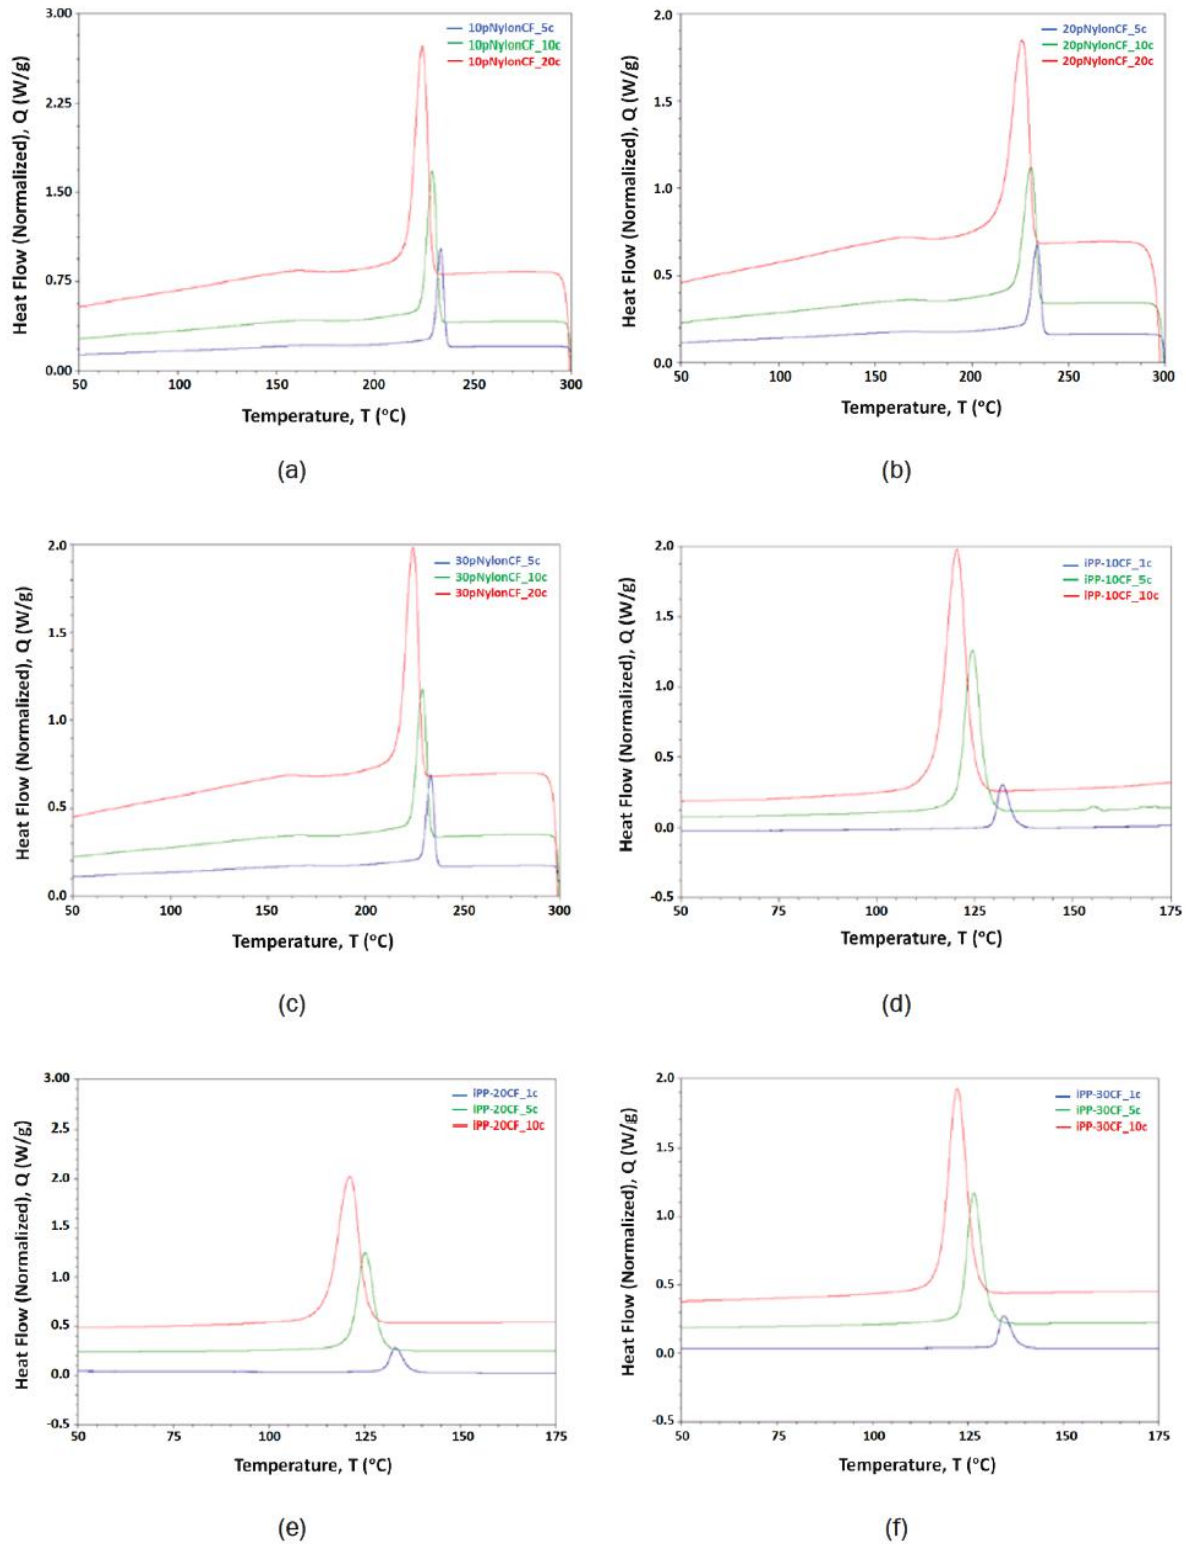 3.00
2.25
1.50
0.75
0.00
Heat Flow (Normalized), Q (W/g)
10pNylonCF_5c
10pNylonCF_10c
10pNylonCF_20c
50 100 150 200 250 300
Temperature, T (°C)
(a)
2.0
1.5
1.0
0.5
0.0
Heat Flow (Normalized), Q (W/g)
20pNylonCF_5c
20pNylonCF_10c
20pNylonCF_20c
50 100 150 200 250 300
Temperature, T (°C)
(b)
2.0
1.5
1.0
0.5
0.0
Heat Flow (Normalized), Q (W/g)
30pNylonCF_5c
30pNylonCF_10c
30pNylonCF_20c
50 100 150 200 250 300
Temperature, T (°C)
(c)
2.0
1.5
1.0
0.5
0.0
-0.5
Heat Flow (Normalized), Q (W/g)
iPP-10CF_1c
iPP-10CF_5c
iPP-10CF_10c
50 75 100 125 150 175
Temperature, T (°C)
(d)
3.00
2.5
2.0
1.5
1.0
0.5
0.0
-0.5
Heat Flow (Normalized), Q (W/g)
iPP-20CF_1c
iPP-20CF_5c
iPP-20CF_10c
50 75 100 125 150 175
Temperature, T (°C)
(e)
2.0
1.5
1.0
0.5
0.0
-0.5
Heat Flow (Normalized), Q (W/g)
iPP-30CF_1c
iPP-30CF_5c
iPP-30CF_10c
50 75 100 125 150 175
Temperature, T (°C)
(f)